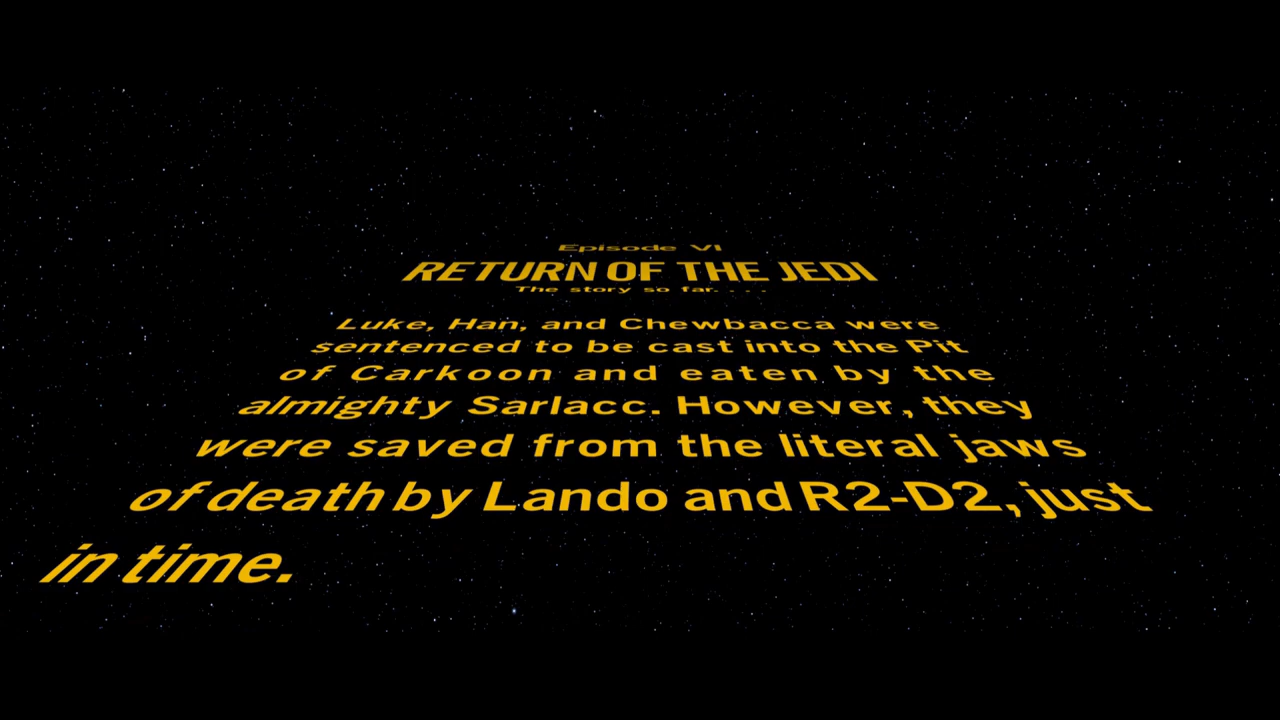 Episode VI
RETURN OF THE JEDI
The story so far. . . .
Luke, Han, and Chewbacca were
sentenced to be cast into the Pit
of Carkoon and eaten by the
almighty Sarlacc. However, they
were saved from the literal jaws
of death by Lando and R2-D2, just
in time.